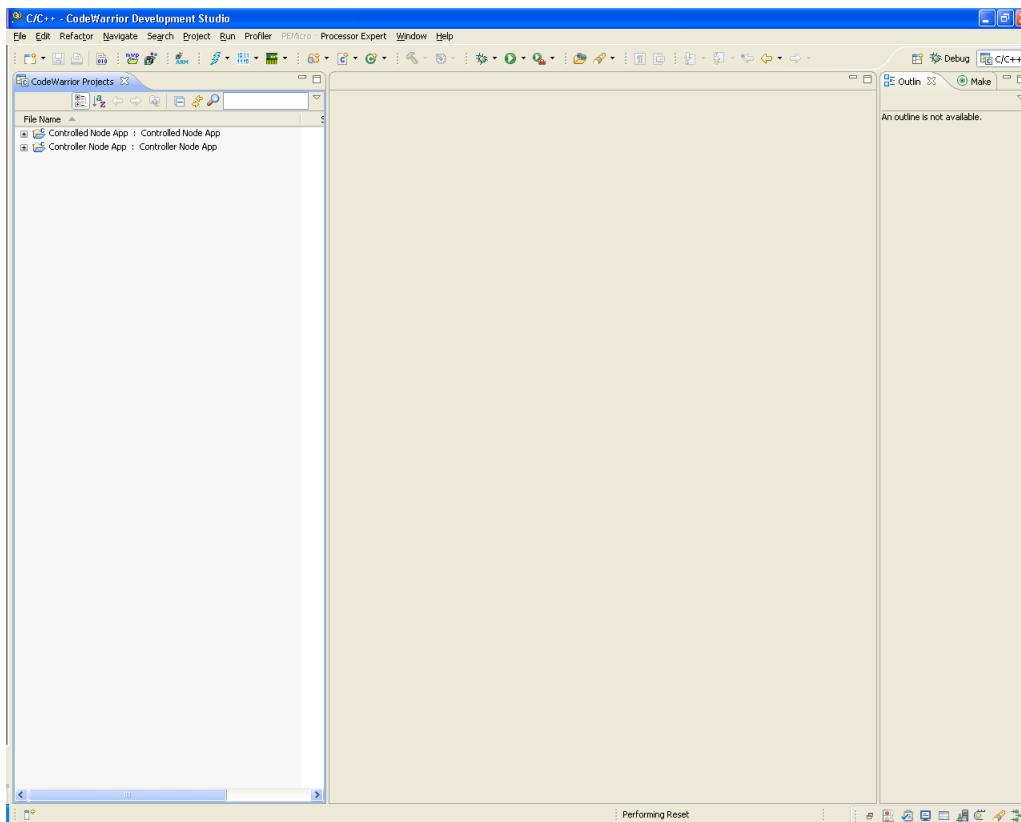 C/C++ - CodeWarrior Development Studio
File Edit Refactor Navigate Search Project Run Profiler PEMicro Processor Expert Window Help
Debug C/C++
CodeWarrior Projects
Outlin Make
File Name S
An outline is not available.
Controlled Node App : Controlled Node App
Controller Node App : Controller Node App
Performing Reset